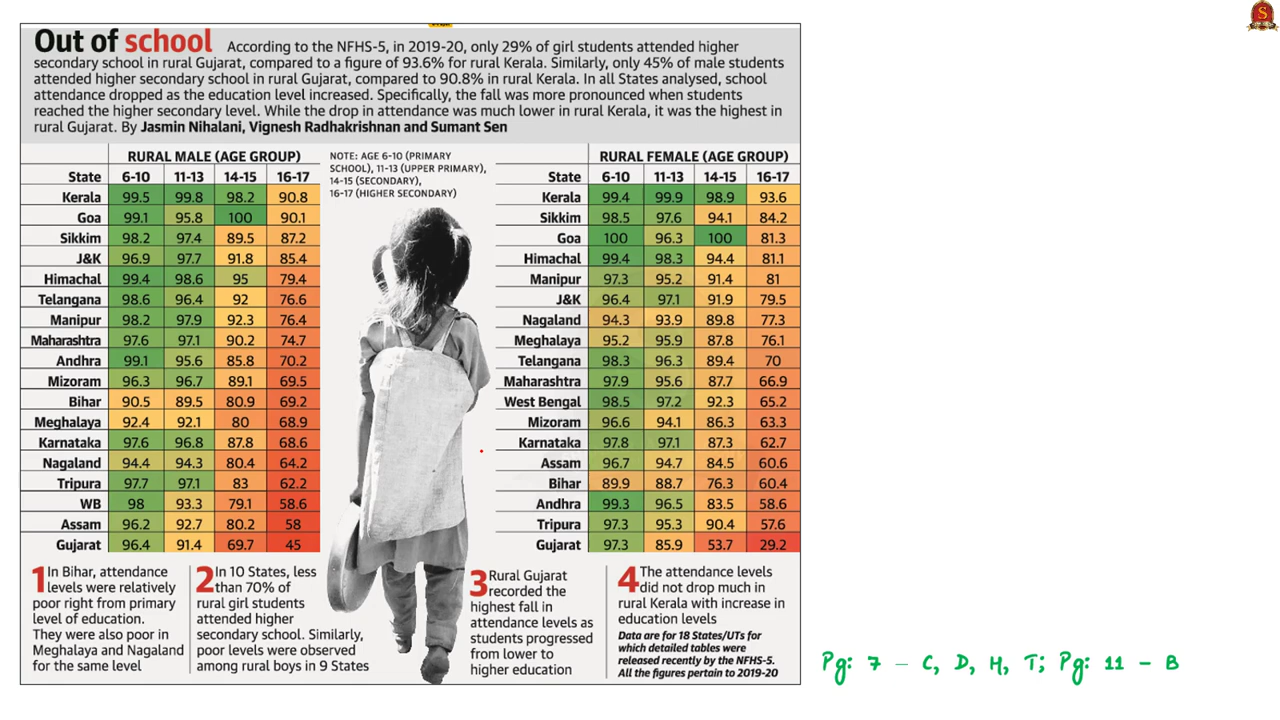 Out of school According to the NFHS-5, in 2019-20, only 29% of girl students attended higher
secondary school in rural Gujarat, compared to a figure of 93.6% for rural Kerala. Similarly, only 45% of male students
attended higher secondary school in rural Gujarat, compared to 90.8% in rural Kerala. In all States analysed, school
attendance dropped as the education level increased. Specifically, the fall was more pronounced when students
reached the higher secondary level. While the drop in attendance was much lower in rural Kerala, it was the highest in
rural Gujarat. By Jasmin Nihalani, Vignesh Radhakrishnan and Sumant Sen
RURAL MALE (AGE GROUP)
State 6-10 11-13 14-15 16-17
Kerala 99.5 99.8 98.2 90.8
Goa 99.1 95.8 100 90.1
Sikkim 98.2 97.4 89.5 87.2
J&K 96.9 97.7 91.8 85.4
Himachal 99.4 98.6 95 79.4
Telangana 98.6 96.4 92 76.6
Manipur 98.2 97.9 92.3 76.4
Maharashtra 97.6 97.1 90.2 74.7
Andhra 99.1 95.6 85.8 70.2
Mizoram 96.3 96.7 89.1 69.5
Bihar 90.5 89.5 80.9 69.2
Meghalaya 92.4 92.1 80 68.9
Karnataka 97.6 96.8 87.8 68.6
Nagaland 94.4 94.3 80.4 64.2
Tripura 97.7 97.1 83 62.2
WB 98 93.3 79.1 58.6
Assam 96.2 92.7 80.2 58
Gujarat 96.4 91.4 69.7 45
NOTE: AGE 6-10 (PRIMARY
SCHOOL), 11-13 (UPPER PRIMARY),
14-15 (SECONDARY),
16-17 (HIGHER SECONDARY)
RURAL FEMALE (AGE GROUP)
State 6-10 11-13 14-15 16-17
Kerala 99.4 99.9 98.9 93.6
Sikkim 98.5 97.6 94.1 84.2
Goa 100 96.3 100 81.3
Himachal 99.4 98.3 94.4 81.1
Manipur 97.3 95.2 91.4 81
J&K 96.4 97.1 91.9 79.5
Nagaland 94.3 93.9 89.8 77.3
Meghalaya 95.2 95.9 87.8 76.1
Telangana 98.3 96.3 89.4 70
Maharashtra 97.9 95.6 87.7 66.9
West Bengal 98.5 97.2 92.3 65.2
Mizoram 96.6 94.1 86.3 63.3
Karnataka 97.8 97.1 87.3 62.7
Assam 96.7 94.7 84.5 60.6
Bihar 89.9 88.7 76.3 60.4
Andhra 99.3 96.5 83.5 58.6
Tripura 97.3 95.3 90.4 57.6
Gujarat 97.3 85.9 53.7 29.2
1 In Bihar, attendance
levels were relatively
poor right from primary
level of education.
They were also poor in
Meghalaya and Nagaland
for the same level
2 In 10 States, less
than 70% of
rural girl students
attended higher
secondary school. Similarly,
poor levels were observed
among rural boys in 9 States
3 Rural Gujarat
recorded the
highest fall in
attendance levels as
students progressed
from lower to
higher education
4 The attendance levels
did not drop much in
rural Kerala with increase in
education levels
Data are for 18 States/UTs for
which detailed tables were
released recently by the NFHS-5.
All the figures pertain to 2019-20
Pg: 7 – C, D, H, T; Pg: 11 – B